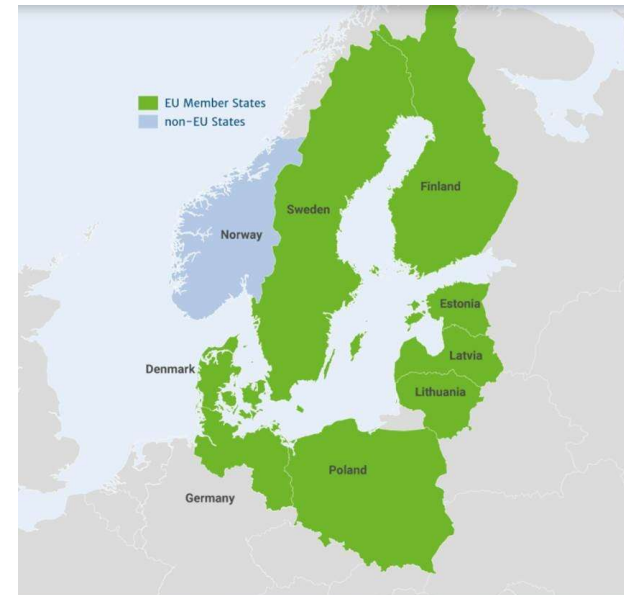 EU Member States
non-EU States
Finland
Sweden
Norway
Estonia
Latvia
Denmark
Lithuania
Poland
Germany